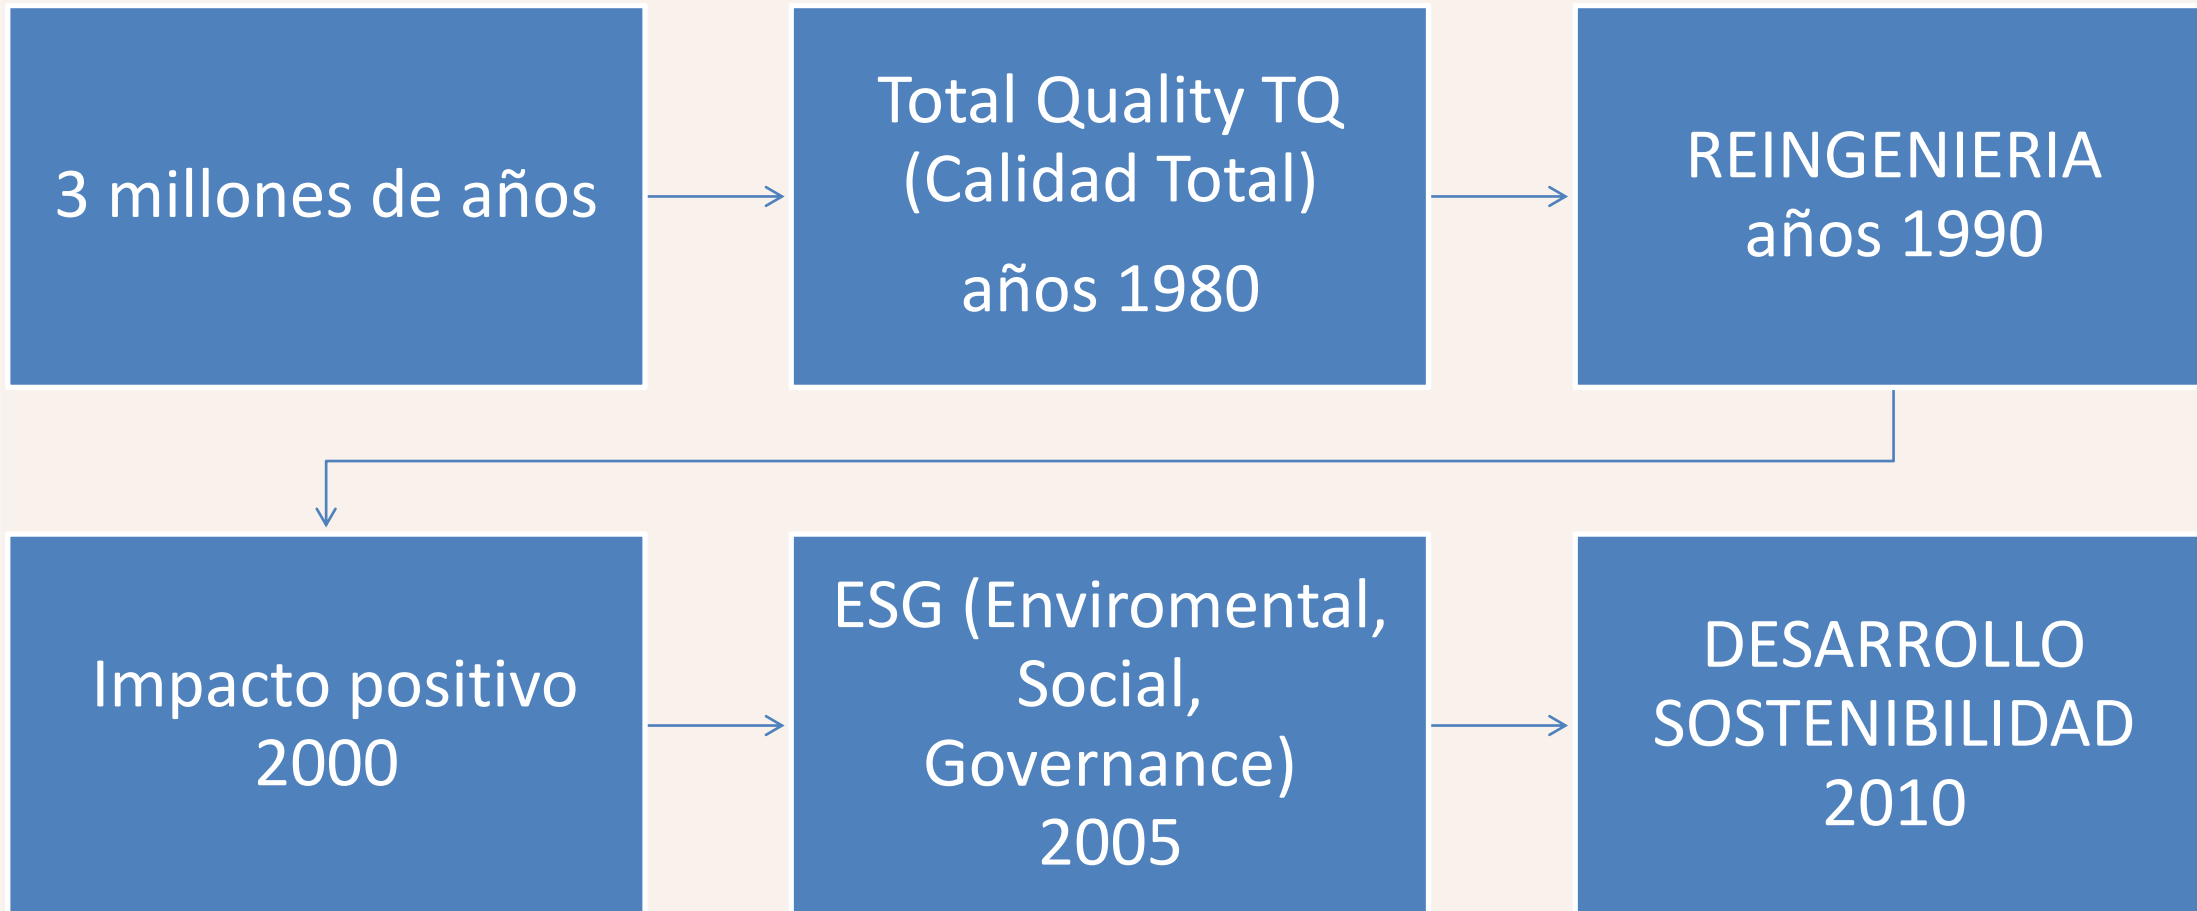 3 millones de años
Total Quality TQ
(Calidad Total)
años 1980
REINGENIERIA
años 1990
Impacto positivo
2000
ESG (Enviromental,
Social,
Governance)
2005
DESARROLLO
SOSTENIBILIDAD
2010